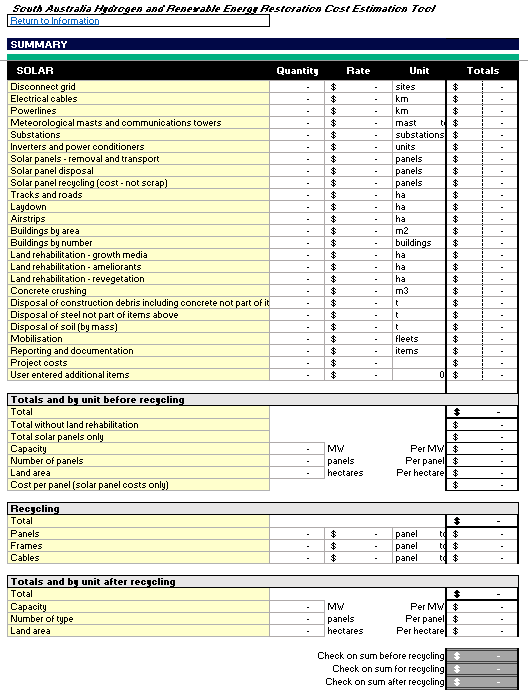 South Australia Hydrogen and Renewable Energy Restoration Cost Estimation Tool
Return to Information
SUMMARY
SOLAR Quantity Rate Unit Totals
Disconnect grid - $ - sites $ -
Electrical cables - $ - km $ -
Powerlines - $ - km $ -
Meteorological masts and communications towers - $ - mast to $ -
Substations - $ - substations $ -
Inverters and power conditioners - $ - units $ -
Solar panels - removal and transport - $ - panels $ -
Solar panel disposal - $ - panels $ -
Solar panel recycling (cost - not scrap) - $ - panels $ -
Tracks and roads - $ - ha $ -
Laydown - $ - ha $ -
Airstrips - $ - ha $ -
Buildings by area - $ - m2 $ -
Buildings by number - $ - buildings $ -
Land rehabilitation - growth media - $ - ha $ -
Land rehabilitation - ameliorants - $ - ha $ -
Land rehabilitation - revegetation - $ - ha $ -
Concrete crushing - $ - m3 $ -
Disposal of construction debris including concrete not part of it - $ - t $ -
Disposal of steel not part of items above - $ - t $ -
Disposal of soil (by mass) - $ - t $ -
Mobilisation - $ - fleets $ -
Reporting and documentation - $ - items $ -
Project costs - $ - $ -
User entered additional items - $ - 0 $ -
Totals and by unit before recycling
Total $ -
Total without land rehabilitation $ -
Total solar panels only $ -
Capacity - MW Per MW $ -
Number of panels - panels Per panel $ -
Land area - hectares Per hectare $ -
Cost per panel (solar panel costs only) $ -
Recycling
Total $ -
Panels - $ - panel to $ -
Frames - $ - panel to $ -
Cables - $ - panel to $ -
Totals and by unit after recycling
Total $ -
Capacity - MW Per MW $ -
Number of type - panels Per panel $ -
Land area - hectares Per hectare $ -
Check on sum before recycling $ -
Check on sum for recycling $ -
Check on sum after recycling $ -